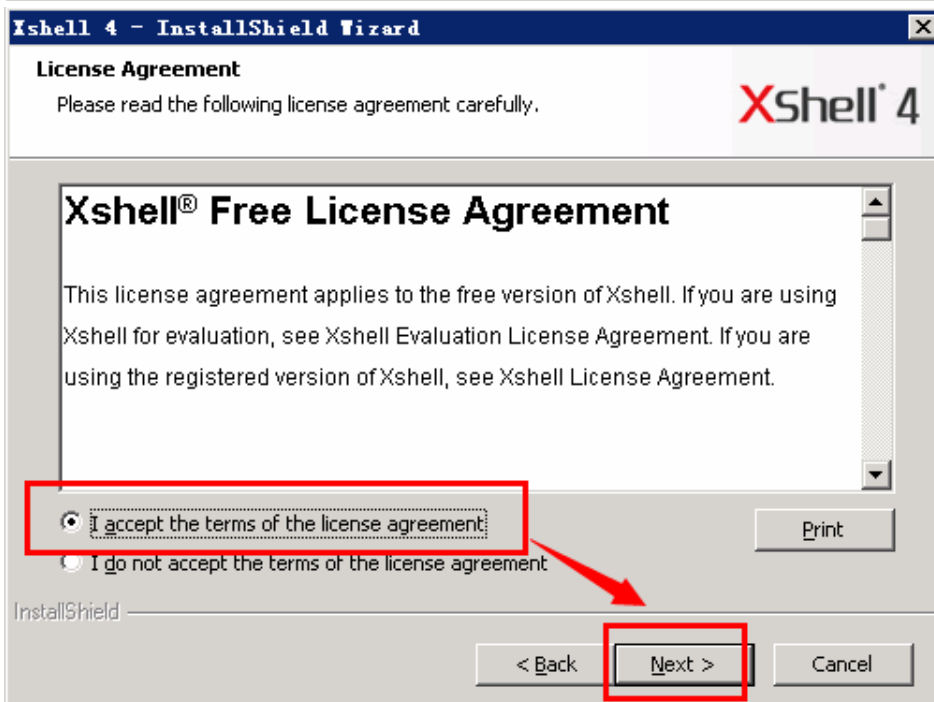 Xshell 4 - InstallShield Wizard
License Agreement
Please read the following license agreement carefully.
XShell® 4
Xshell® Free License Agreement
This license agreement applies to the free version of Xshell. If you are using
Xshell for evaluation, see Xshell Evaluation License Agreement. If you are
using the registered version of Xshell, see Xshell License Agreement.
I accept the terms of the license agreement
Print
I do not accept the terms of the license agreement
InstallShield
< Back
Next >
Cancel